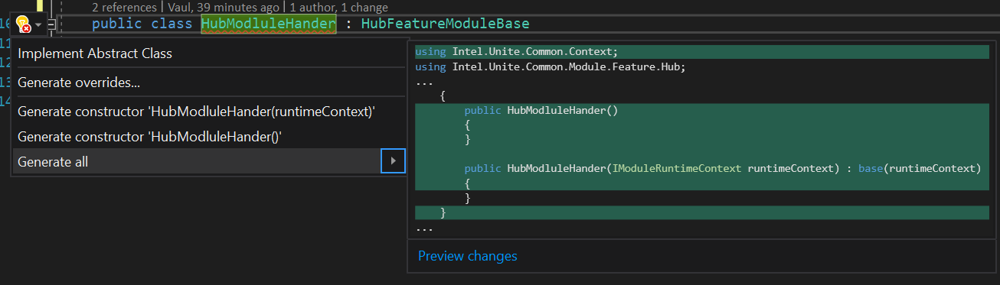 2 references | Vaul, 39 minutes ago | 1 author, 1 change
public class HubModluleHander : HubFeatureModuleBase
Implement Abstract Class
Generate overrides...
Generate constructor 'HubModluleHander(runtimeContext)'
Generate constructor 'HubModluleHander()'
Generate all
using Intel.Unite.Common.Context;
using Intel.Unite.Common.Module.Feature.Hub;
...
{
public HubModluleHander()
{
}
public HubModluleHander(IModuleRuntimeContext runtimeContext) : base(runtimeContext)
{
}
}
...
Preview changes